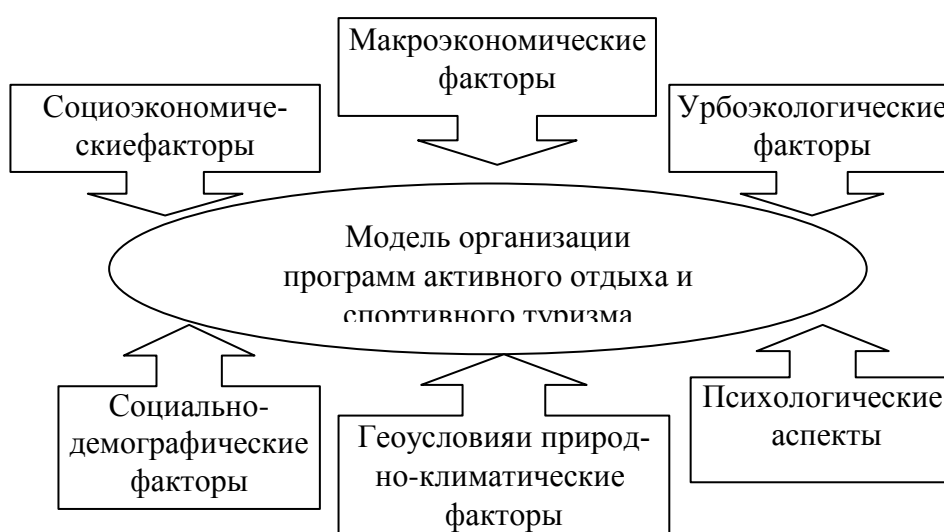 Макроэкономические
факторы
Социоэкономиче-
скиефакторы
Урбоэкологические
факторы
Модель организации
программ активного отдыха и
спортивного туризма
Социально-
демографические
факторы
Геоусловияи природ-
но-климатические
факторы
Психологические
аспекты